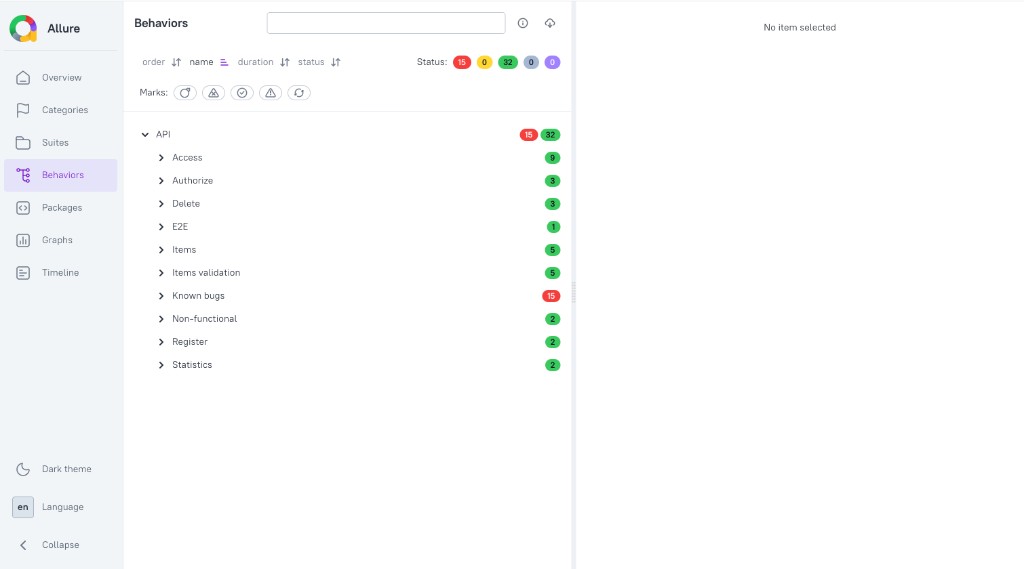 Allure
Overview
Categories
Suites
Behaviors
Packages
Graphs
Timeline
Dark theme
en Language
Collapse
Behaviors
order name duration status Status: 15 0 32 0 0
Marks:
API 15 32
Access 9
Authorize 3
Delete 3
E2E 1
Items 5
Items validation 5
Known bugs 15
Non-functional 2
Register 2
Statistics 2
No item selected